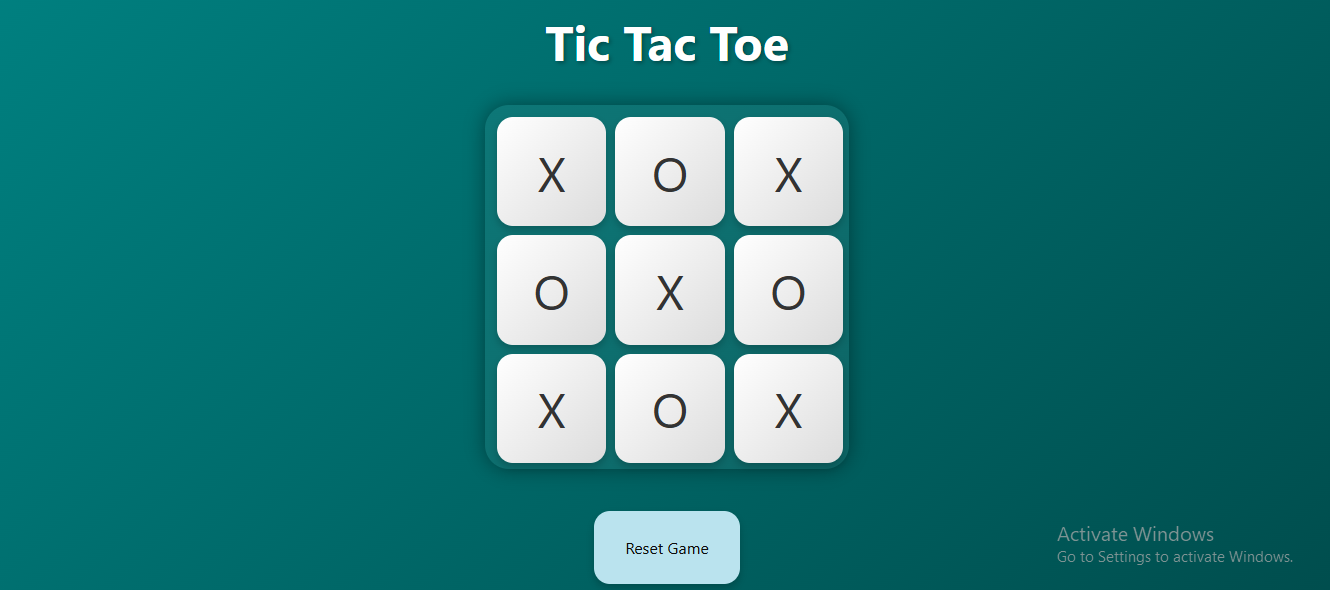 Tic Tac Toe
X O X
O X O
X O X
Reset Game
Activate Windows
Go to Settings to activate Windows.